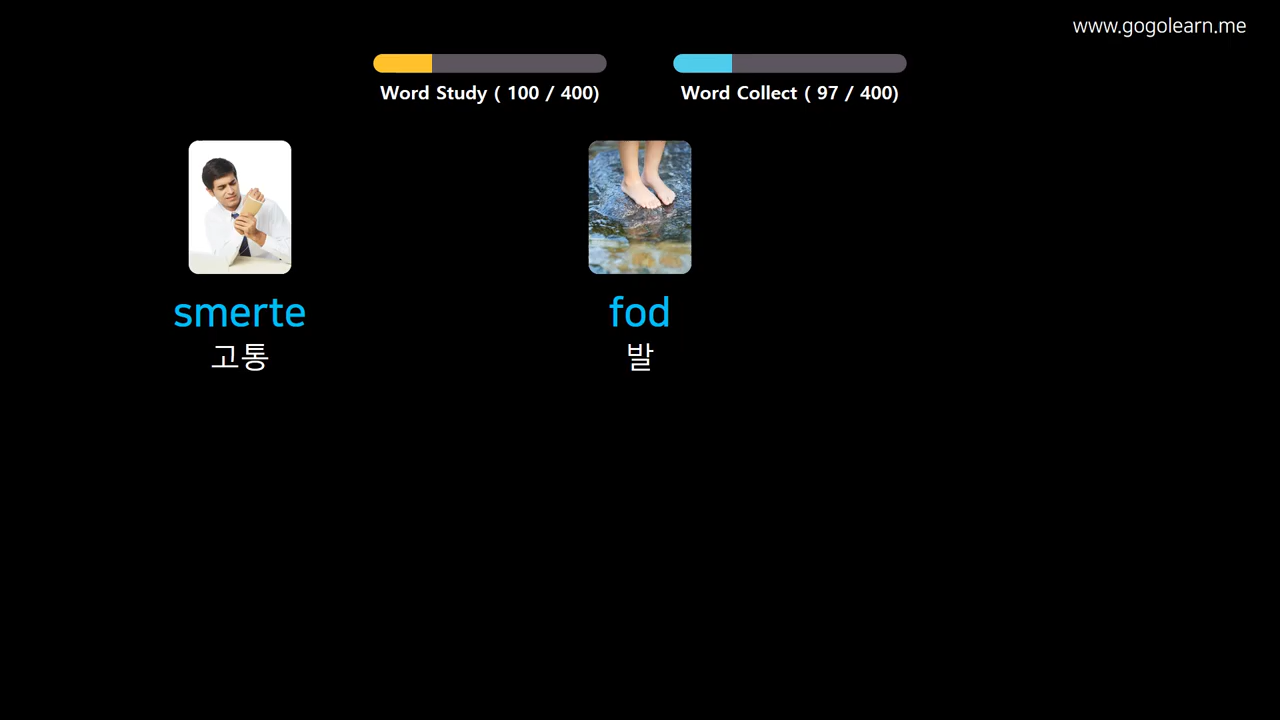 www.gogolearn.me
Word Study ( 100 / 400)
Word Collect ( 97 / 400)
smerte
고통
fod
발